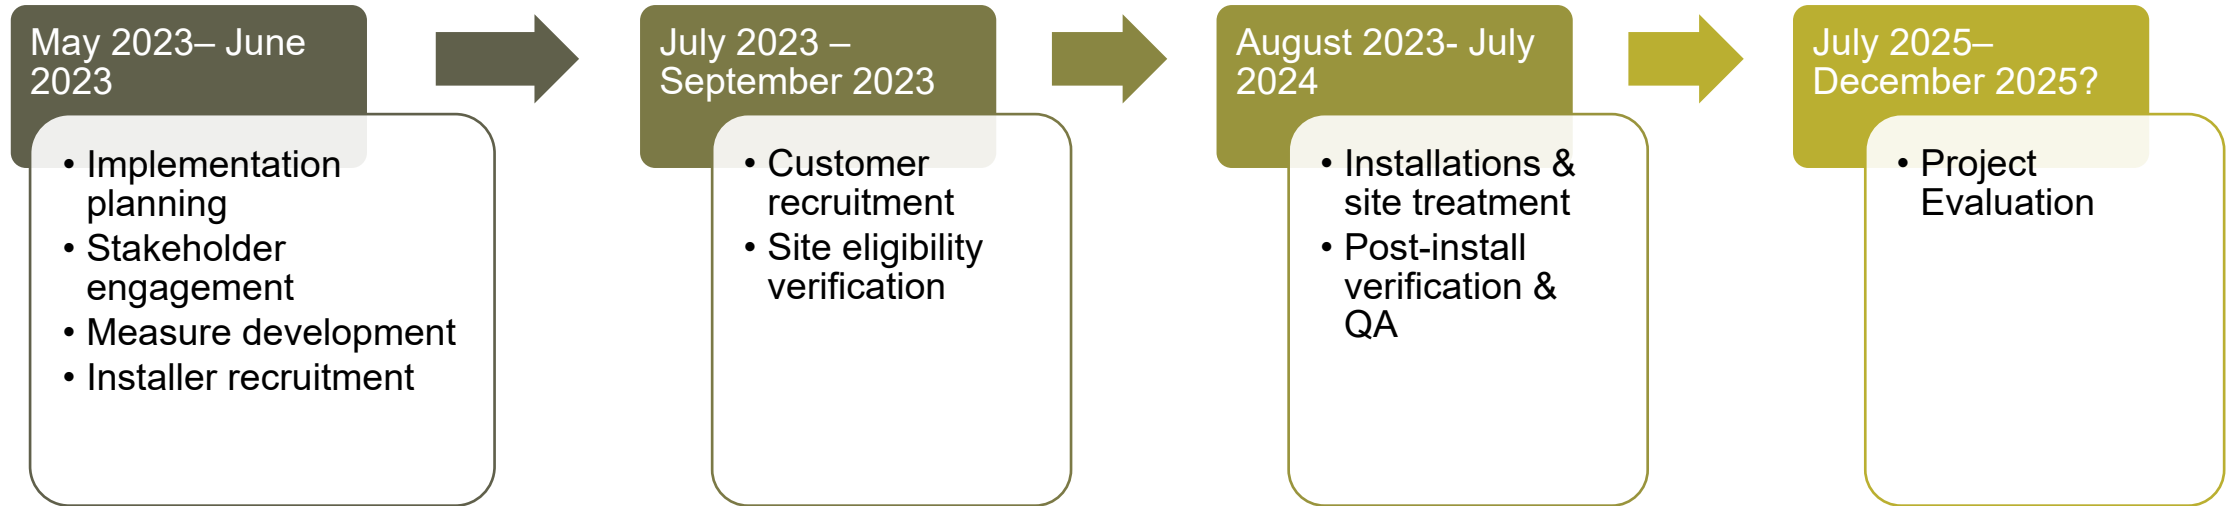 May 2023– June
2023
• Implementation
planning
• Stakeholder
engagement
• Measure development
• Installer recruitment
July 2023 –
September 2023
• Customer
recruitment
• Site eligibility
verification
August 2023- July
2024
• Installations &
site treatment
• Post-install
verification &
QA
July 2025–
December 2025?
• Project
Evaluation